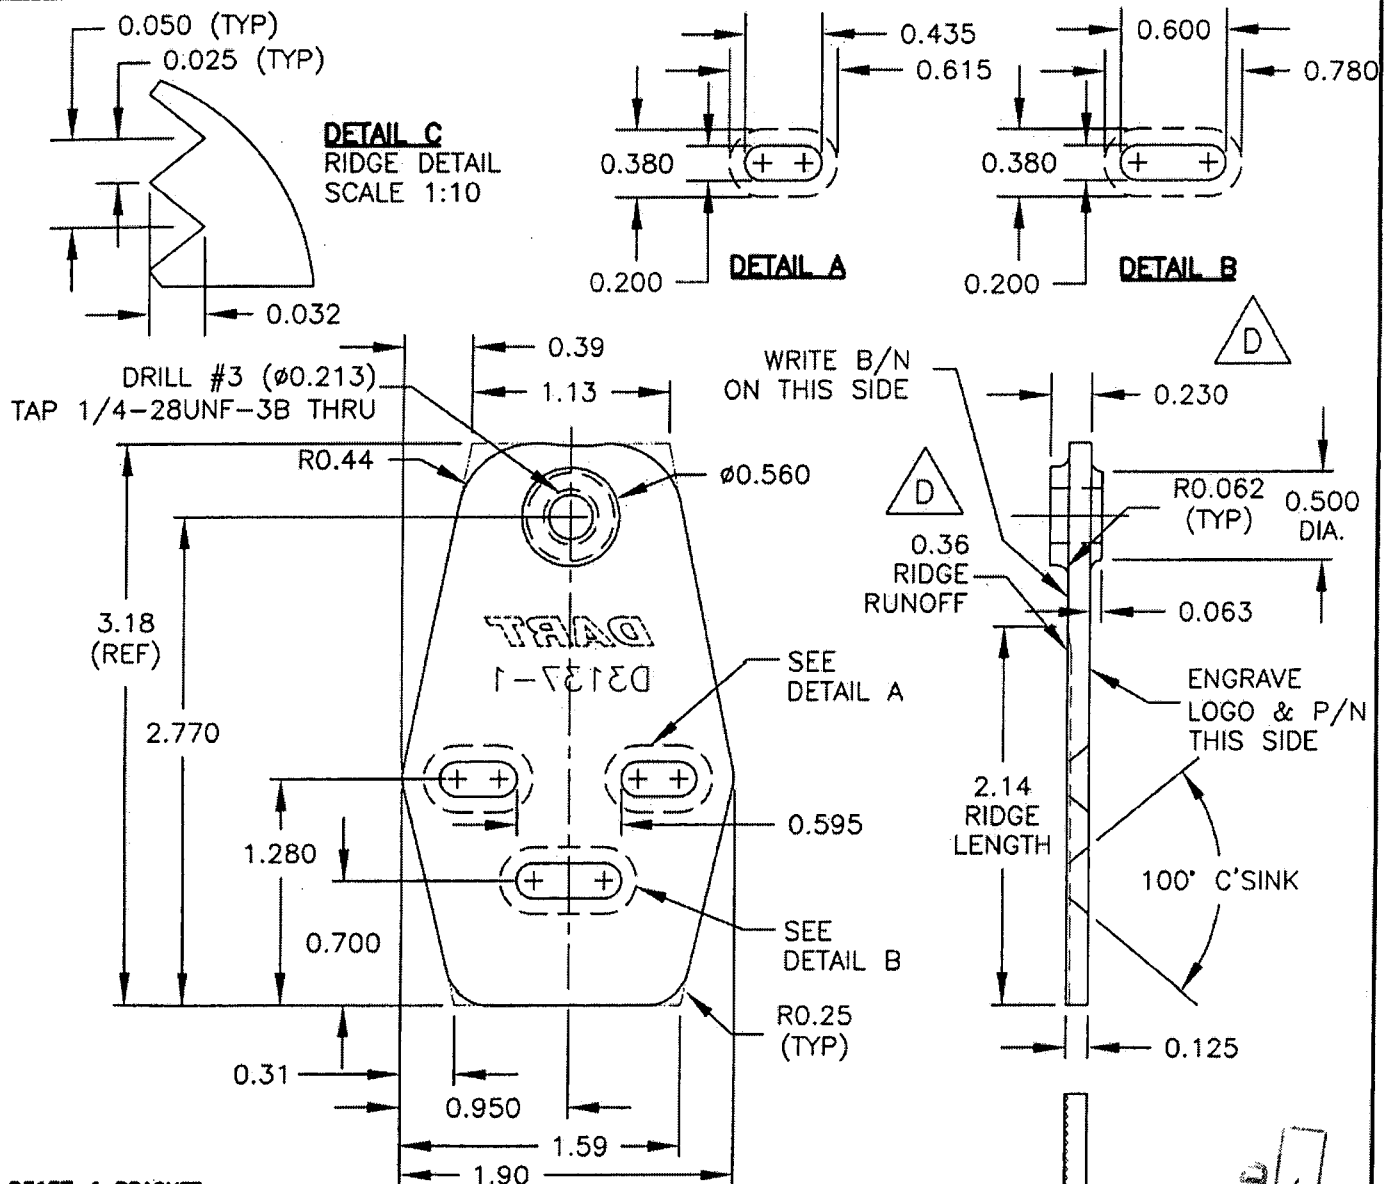 0.050 (TYP)
0.025 (TYP)
DETAIL C
RIDGE DETAIL
SCALE 1:10
0.032
0.435
0.615
0.380
0.200
DETAIL A
0.600
0.780
0.380
0.200
DETAIL B
D
0.39
1.13
DRILL #3 (ø0.213)
TAP 1/4-28UNF-3B THRU
R0.44
ø0.560
WRITE B/N
ON THIS SIDE
0.230
D
R0.062
(TYP)
0.500
DIA.
0.36
RIDGE
RUNOFF
0.063
3.18
(REF)
2.770
DART
D3137-1
SEE
DETAIL A
ENGRAVE
LOGO & P/N
THIS SIDE
2.14
RIDGE
LENGTH
0.595
1.280
100° C'SINK
0.700
SEE
DETAIL B
R0.25
(TYP)
0.125
0.31
0.950
1.59
1.90